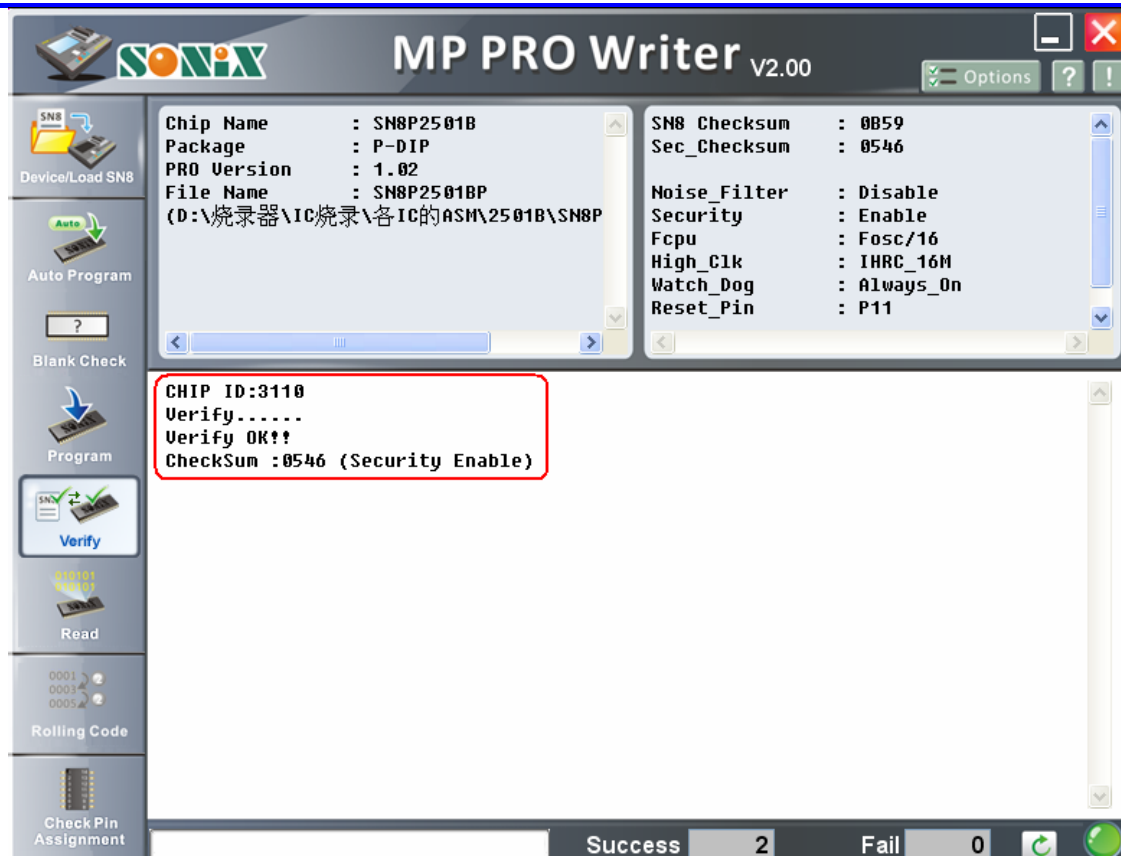 SONiX
MP PRO Writer V2.00
Options ? !
SN8
Device/Load SN8
Auto
Auto Program
?
Blank Check
Program
Verify
010101
010101
Read
0001
0003
0005
Rolling Code
Check Pin
Assignment
Chip Name : SN8P2501B
Package : P-DIP
PRO Version : 1.02
File Name : SN8P2501BP
(D:\烧录器\IC烧录\各IC的ASM\2501B\SN8P
SN8 Checksum : 0B59
Sec_Checksum : 0546
Noise_Filter : Disable
Security : Enable
Fcpu : Fosc/16
High_Clk : IHRC_16M
Watch_Dog : Always_On
Reset_Pin : P11
CHIP ID:3110
Verify......
Verify OK!!
CheckSum :0546 (Security Enable)
Success 2 Fail 0